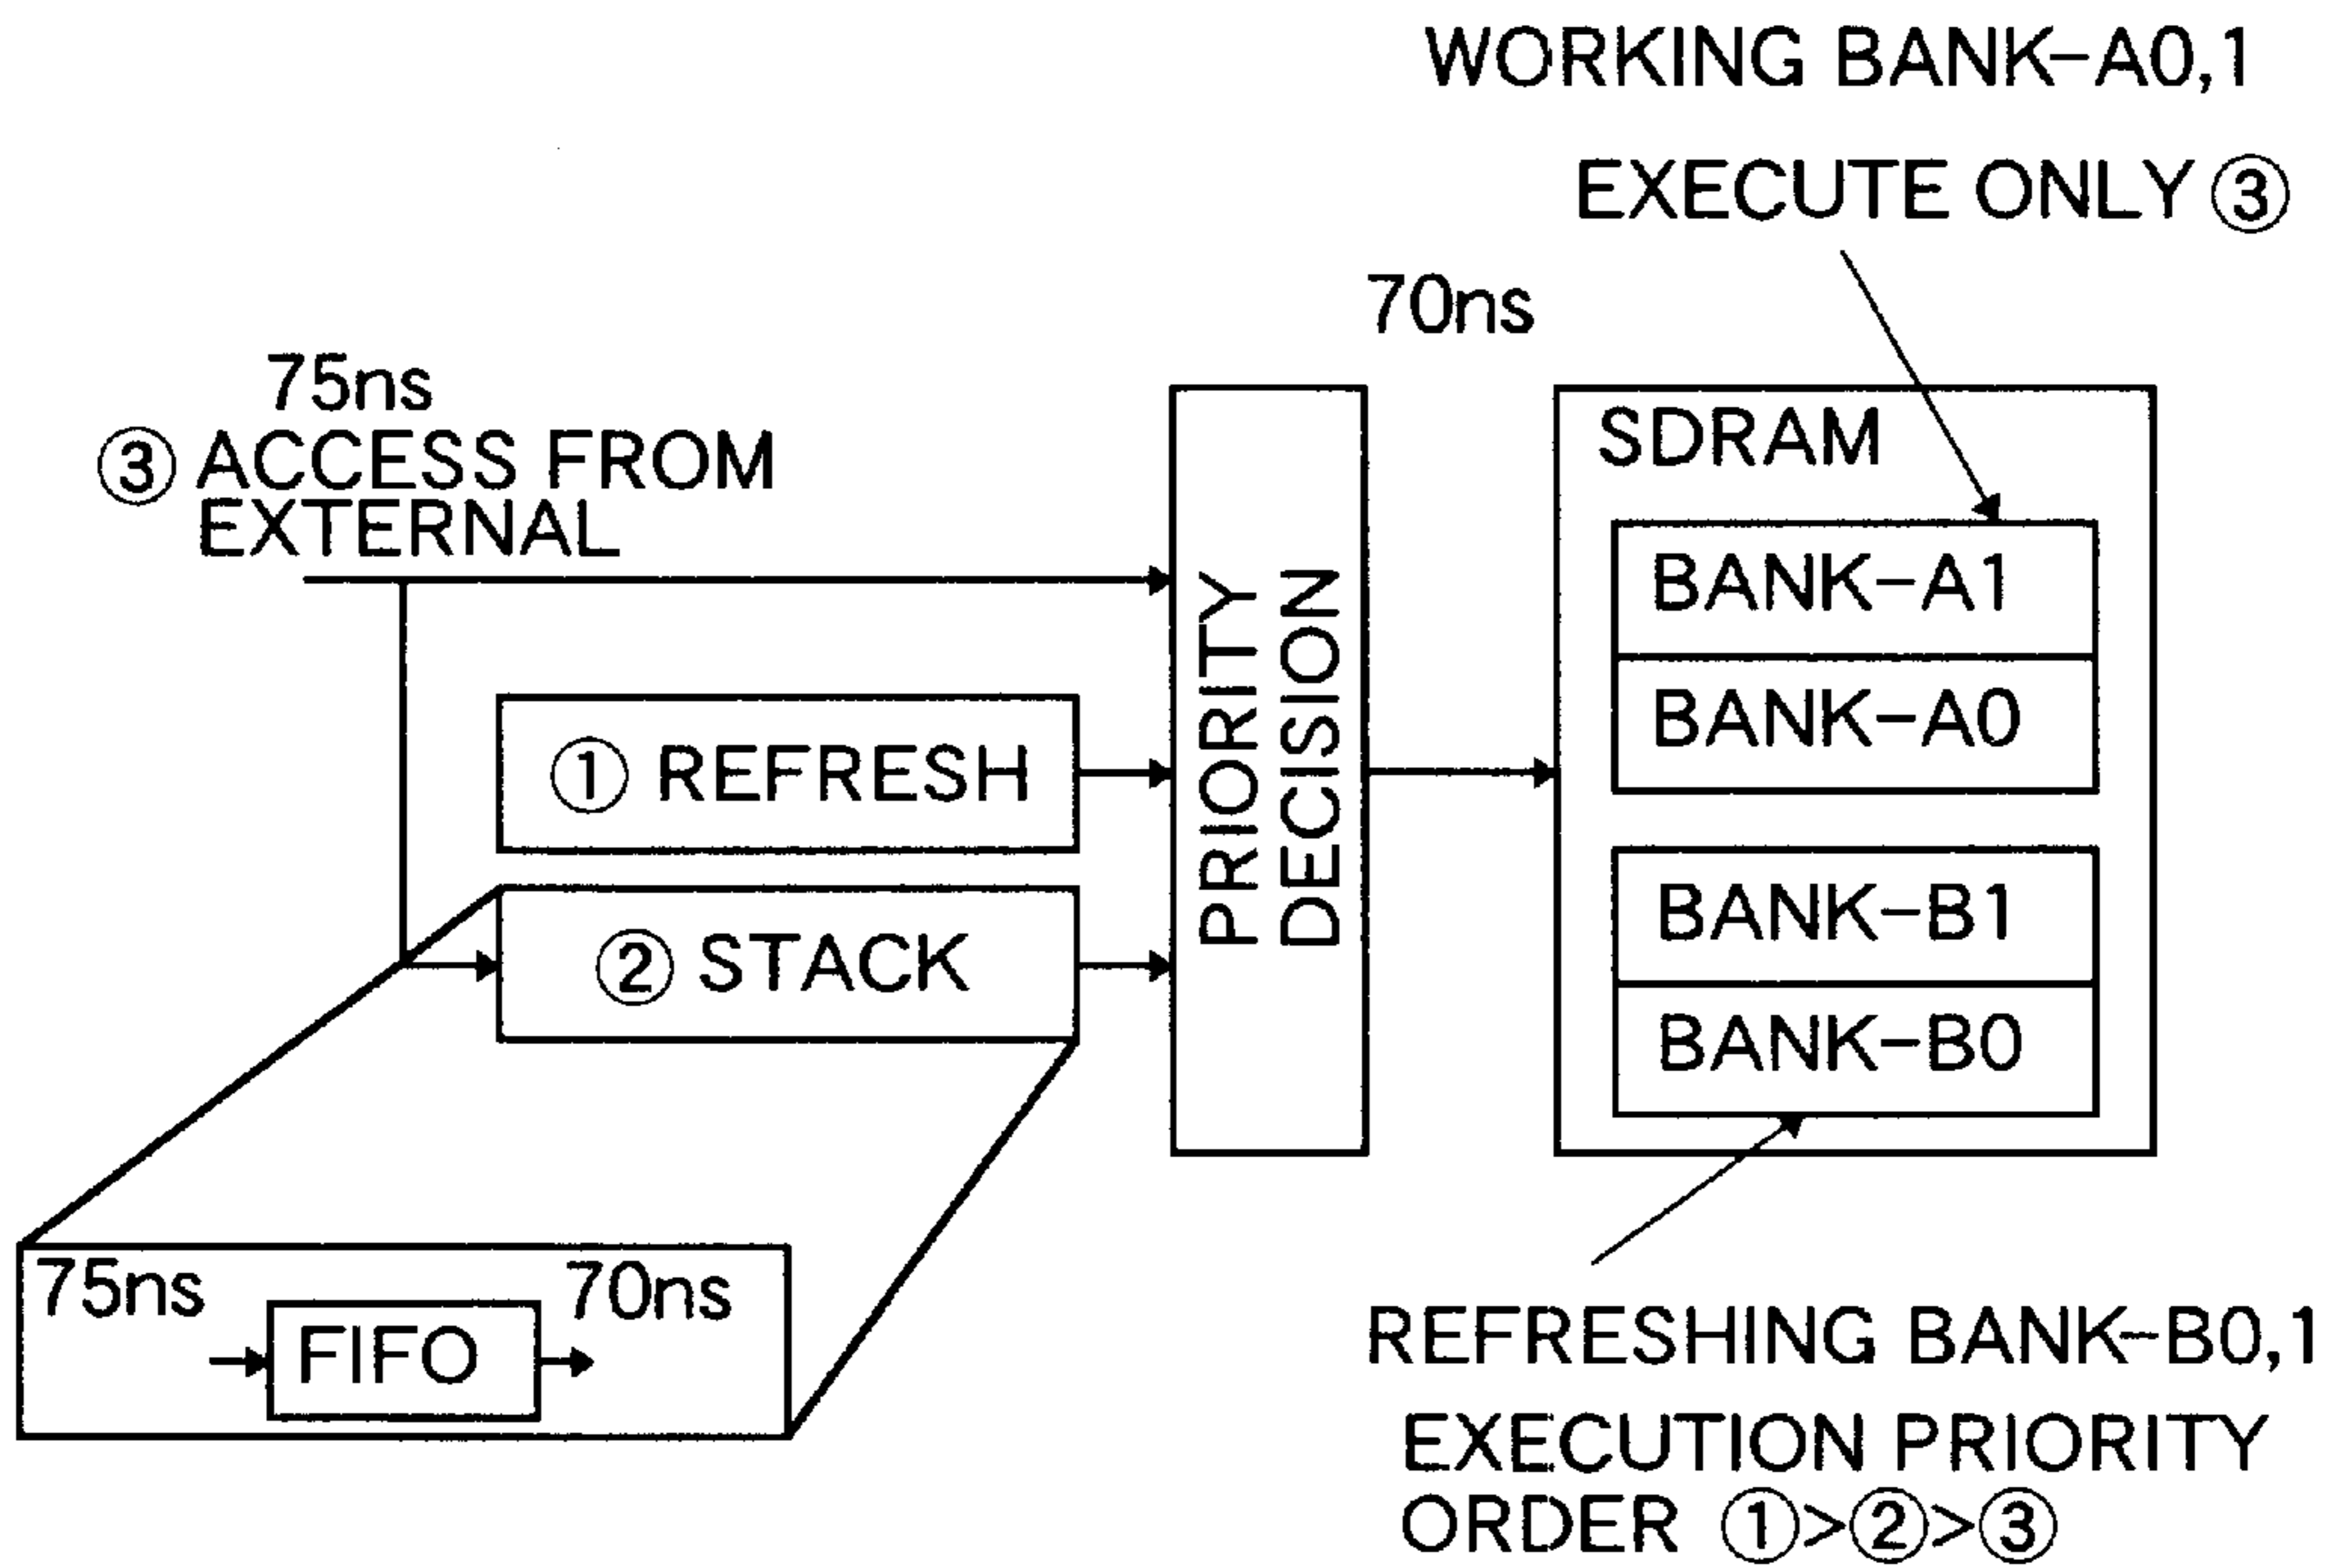 WORKING BANK-A0,1
EXECUTE ONLY ③
70ns
75ns
③ ACCESS FROM
EXTERNAL
SDRAM
BANK-A1
BANK-A0
① REFRESH
PRIORITY
DECISION
BANK-B1
② STACK
BANK-B0
75ns
70ns
FIFO
REFRESHING BANK-B0,1
EXECUTION PRIORITY
ORDER ①>②>③